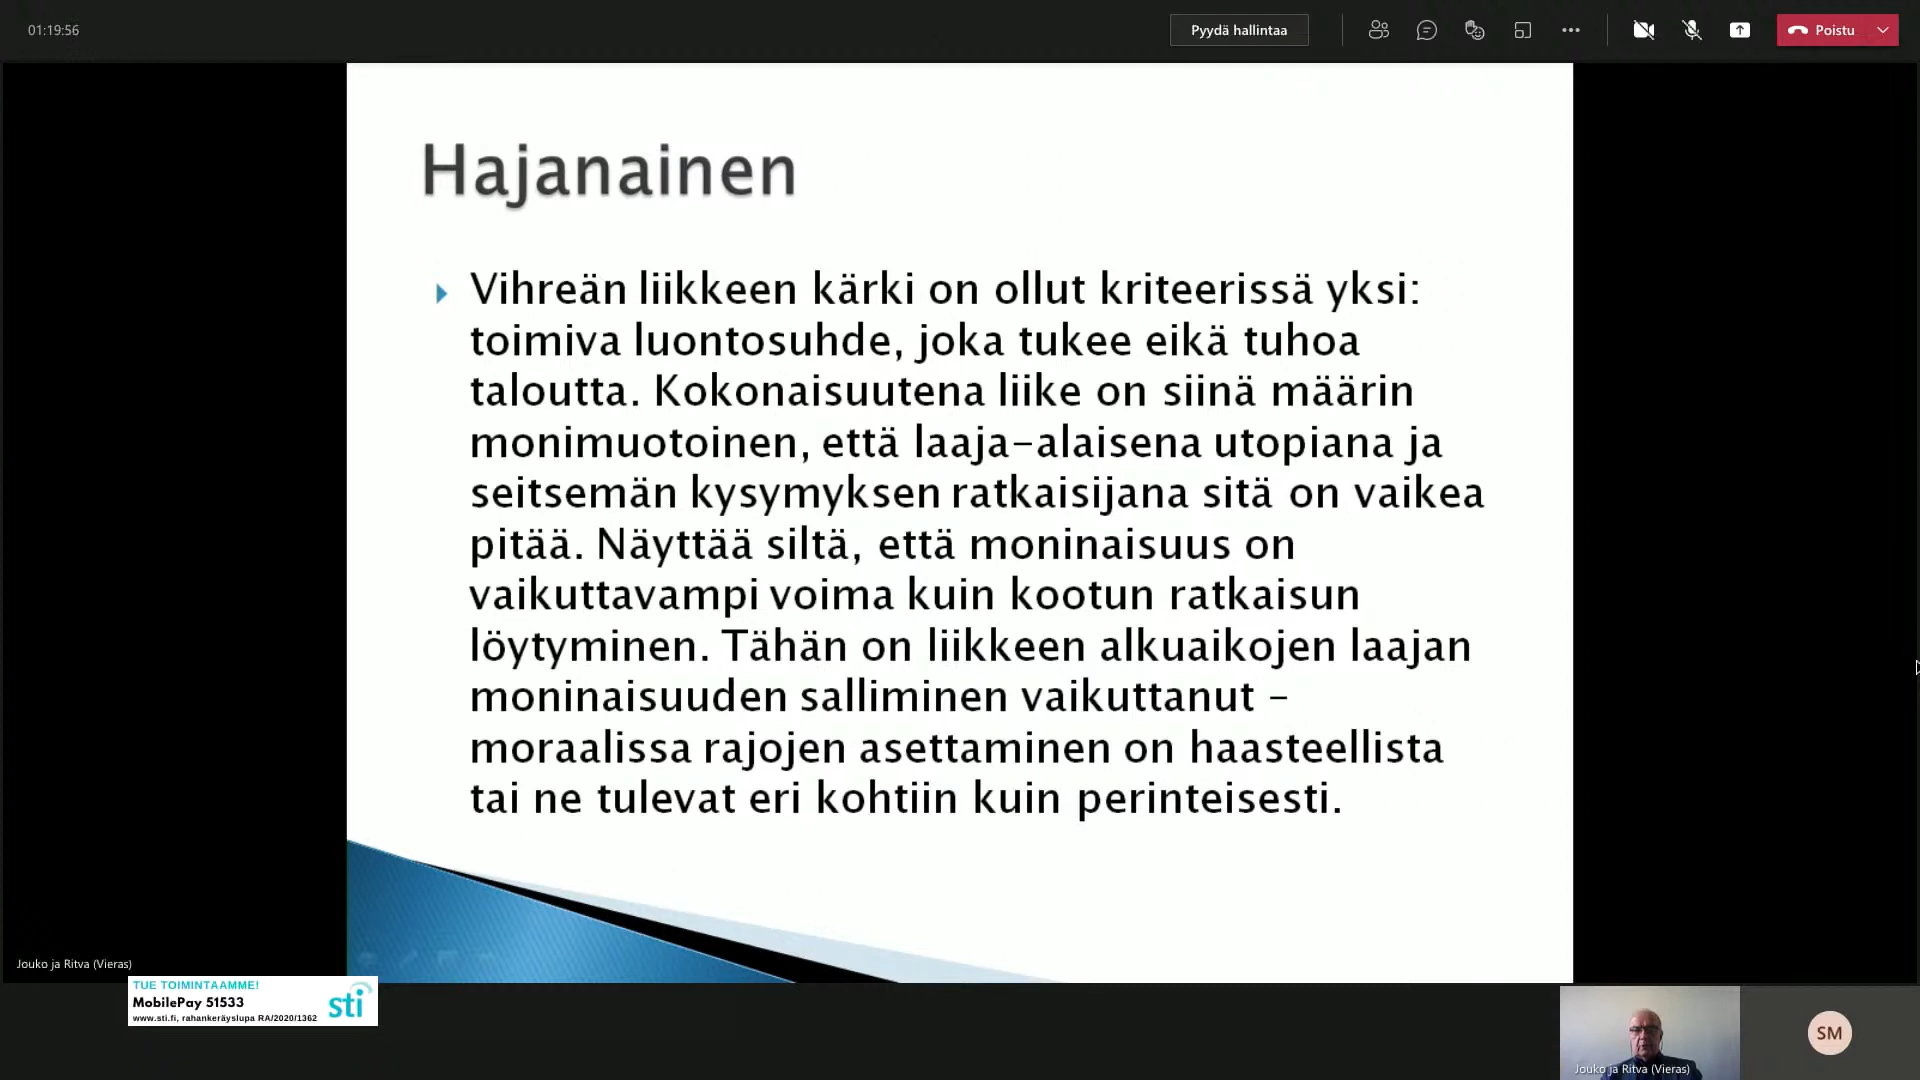 01:19:56
Pyydä hallintaa
Poistu
Hajanainen
Vihreän liikkeen kärki on ollut kriteerissä yksi:
toimiva luontosuhde, joka tukee eikä tuhoa
taloutta. Kokonaisuutena liike on siinä määrin
monimuotoinen, että laaja-alaisena utopiana ja
seitsemän kysymyksen ratkaisijana sitä on vaikea
pitää. Näyttää siltä, että moninaisuus on
vaikuttavampi voima kuin kootun ratkaisun
löytyminen. Tähän on liikkeen alkuaikojen laajan
moninaisuuden salliminen vaikuttanut –
moraalissa rajojen asettaminen on haasteellista
tai ne tulevat eri kohtiin kuin perinteisesti.
Jouko ja Ritva (Vieras)
TUE TOIMINTAAMME!
MobilePay 51533
www.sti.fi, rahankeräyslupa RA/2020/1362
sti
Jouko ja Ritva (Vieras)
SM